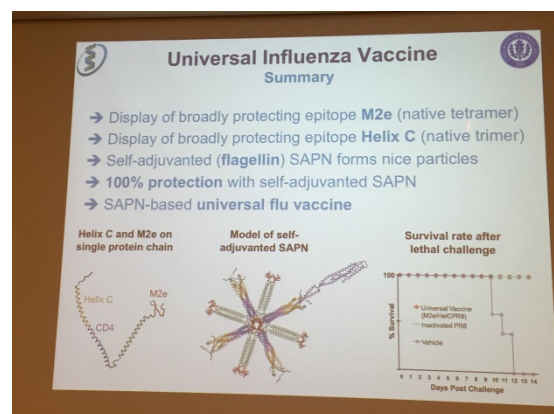 Universal Influenza Vaccine
Summary
➔ Display of broadly protecting epitope M2e (native tetramer)
➔ Display of broadly protecting epitope Helix C (native trimer)
➔ Self-adjuvanted (flagellin) SAPN forms nice particles
➔ 100% protection with self-adjuvanted SAPN
➔ SAPN-based universal flu vaccine
Helix C and M2e on
single protein chain
Helix C
M2e
CD4
Model of self-
adjuvanted SAPN
Survival rate after
lethal challenge
100
% Survival
Universal Vaccine
Inactivated PR8
Vehicle
0 1 2 3 4 5 6 7 8 9 10 11 12 13 14
Days Post Challenge